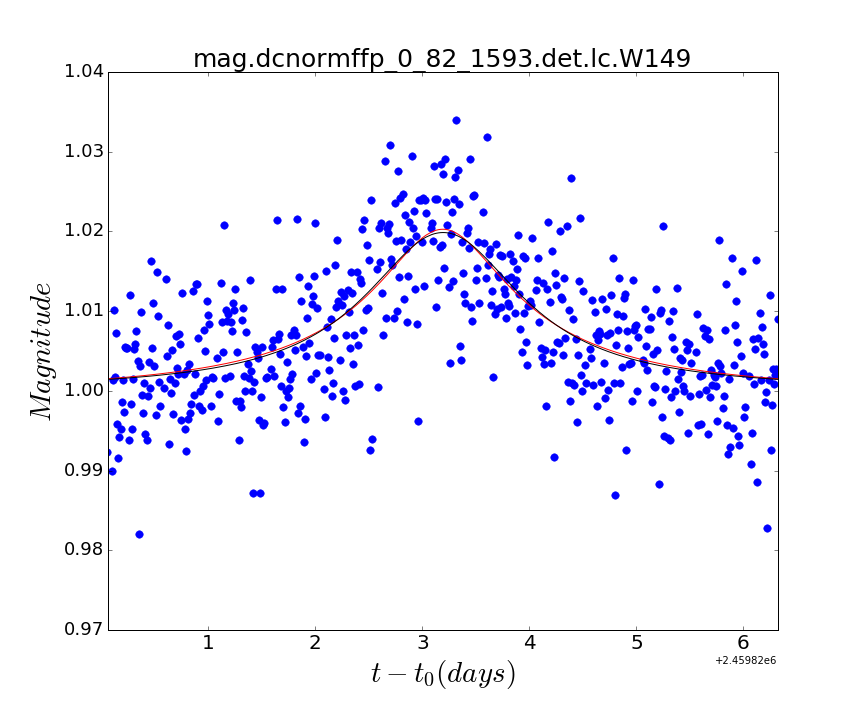 mag.dcnormffp_0_82_1593.det.lc.W149
1.04
1.03
1.02
1.01
1.00
0.99
0.98
0.97
Magnitude
1 2 3 4 5 6
+2.45982e6
t − t₀(days)